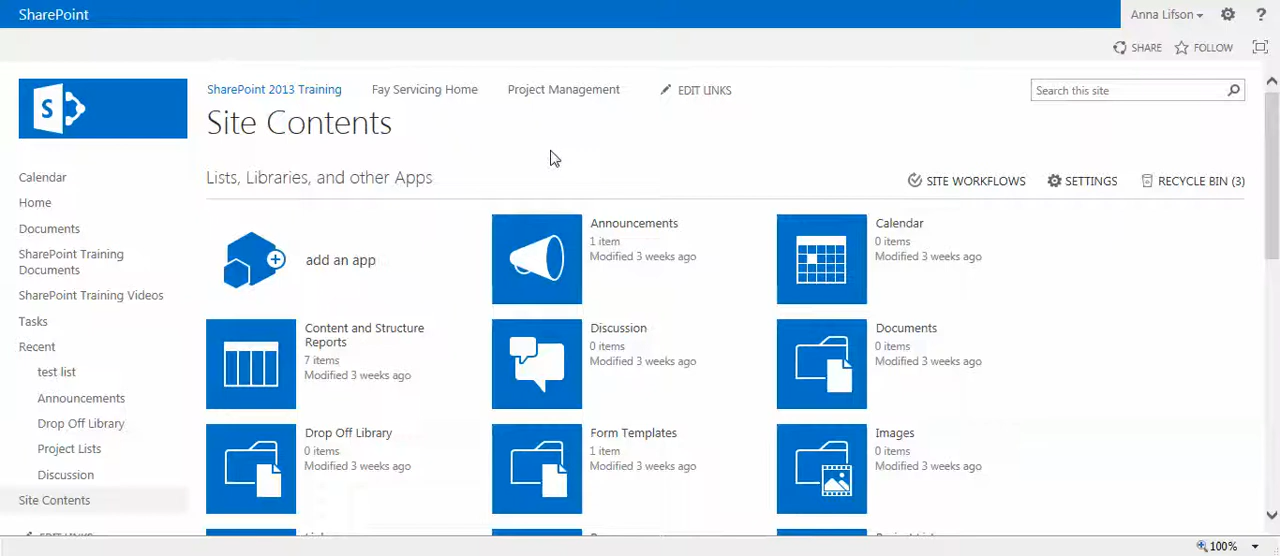 SharePoint
Anna Lifson
?
SHARE
FOLLOW
S
SharePoint 2013 Training
Fay Servicing Home
Project Management
EDIT LINKS
Search this site
Site Contents
Calendar
Home
Documents
SharePoint Training
Documents
SharePoint Training Videos
Tasks
Recent
test list
Announcements
Drop Off Library
Project Lists
Discussion
Site Contents
EDIT LINKS
Lists, Libraries, and other Apps
SITE WORKFLOWS
SETTINGS
RECYCLE BIN (3)
add an app
Announcements
1 item
Modified 3 weeks ago
Calendar
0 items
Modified 3 weeks ago
Content and Structure
Reports
7 items
Modified 3 weeks ago
Discussion
0 items
Modified 3 weeks ago
Documents
0 items
Modified 3 weeks ago
Drop Off Library
0 items
Modified 3 weeks ago
Form Templates
1 item
Modified 3 weeks ago
Images
0 items
Modified 3 weeks ago
100%